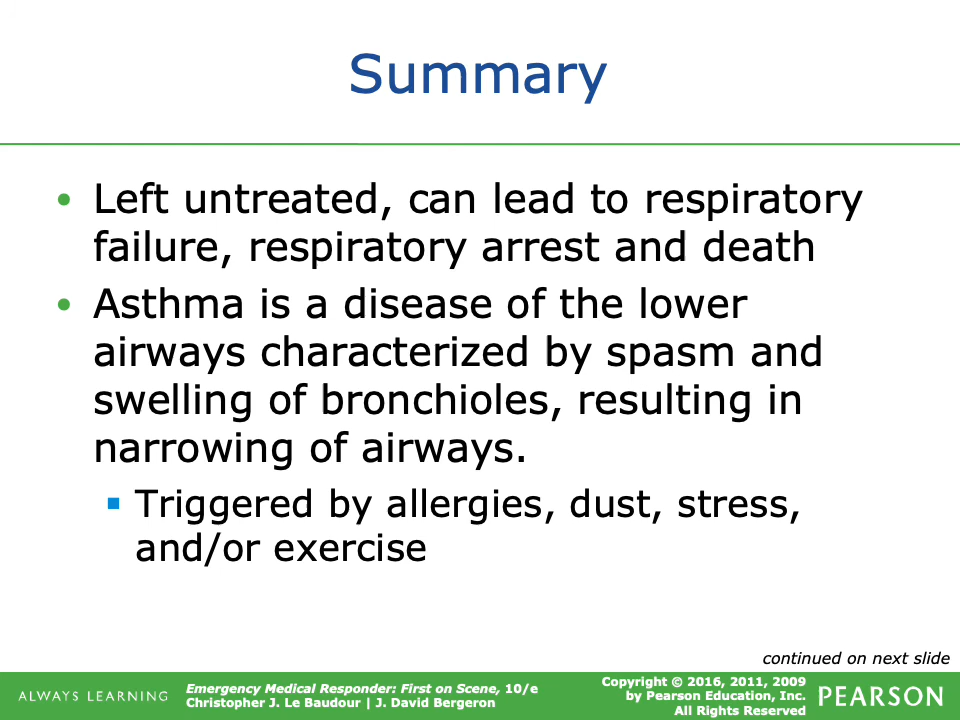 Summary
• Left untreated, can lead to respiratory
failure, respiratory arrest and death
• Asthma is a disease of the lower
airways characterized by spasm and
swelling of bronchioles, resulting in
narrowing of airways.
▪ Triggered by allergies, dust, stress,
and/or exercise
continued on next slide
ALWAYS LEARNING
Emergency Medical Responder: First on Scene, 10/e
Christopher J. Le Baudour | J. David Bergeron
Copyright © 2016, 2011, 2009
by Pearson Education, Inc.
All Rights Reserved
PEARSON